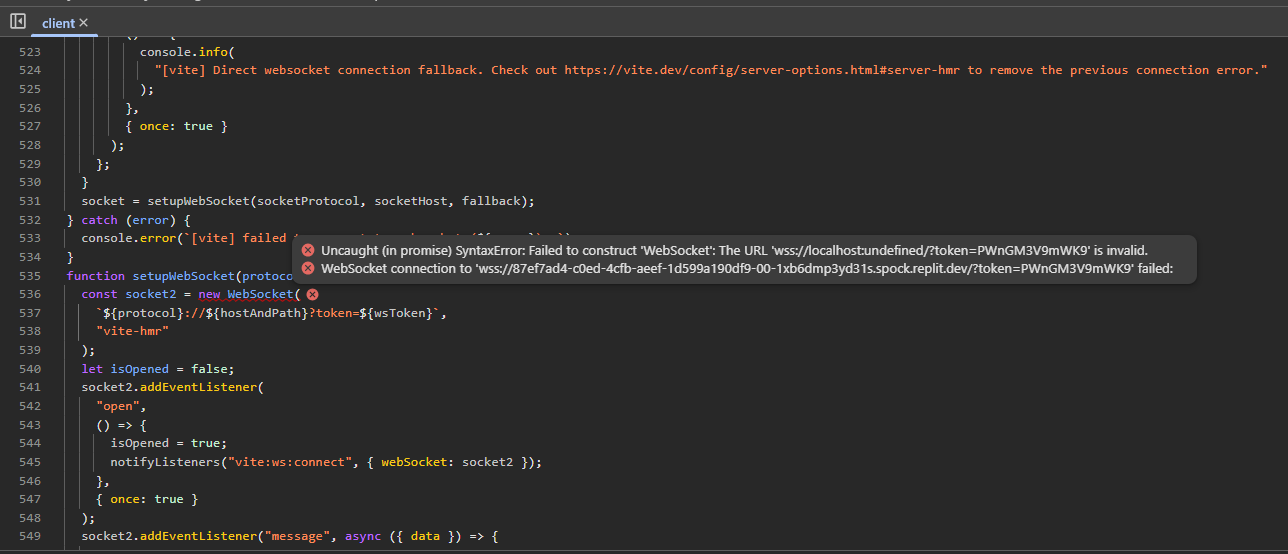 client ×
523 console.info(
524 "[vite] Direct websocket connection fallback. Check out https://vite.dev/config/server-options.html#server-hmr to remove the previous connection error."
525 );
526 },
527 { once: true }
528 );
529 };
530 }
531 socket = setupWebSocket(socketProtocol, socketHost, fallback);
532 } catch (error) {
533 console.error(`[vite] failed
Uncaught (in promise) SyntaxError: Failed to construct 'WebSocket': The URL 'wss://localhost:undefined/?token=PWnGM3V9mWK9' is invalid.
534 }
WebSocket connection to 'wss://87ef7ad4-c0ed-4cfb-aeef-1d599a190df9-00-1xb6dmp3yd31s.spock.replit.dev/?token=PWnGM3V9mWK9' failed:
535 function setupWebSocket(protoco
536 const socket2 = new WebSocket(
537 `${protocol}://${hostAndPath}?token=${wsToken}`,
538 "vite-hmr"
539 );
540 let isOpened = false;
541 socket2.addEventListener(
542 "open",
543 () => {
544 isOpened = true;
545 notifyListeners("vite:ws:connect", { webSocket: socket2 });
546 },
547 { once: true }
548 );
549 socket2.addEventListener("message", async ({ data }) => {